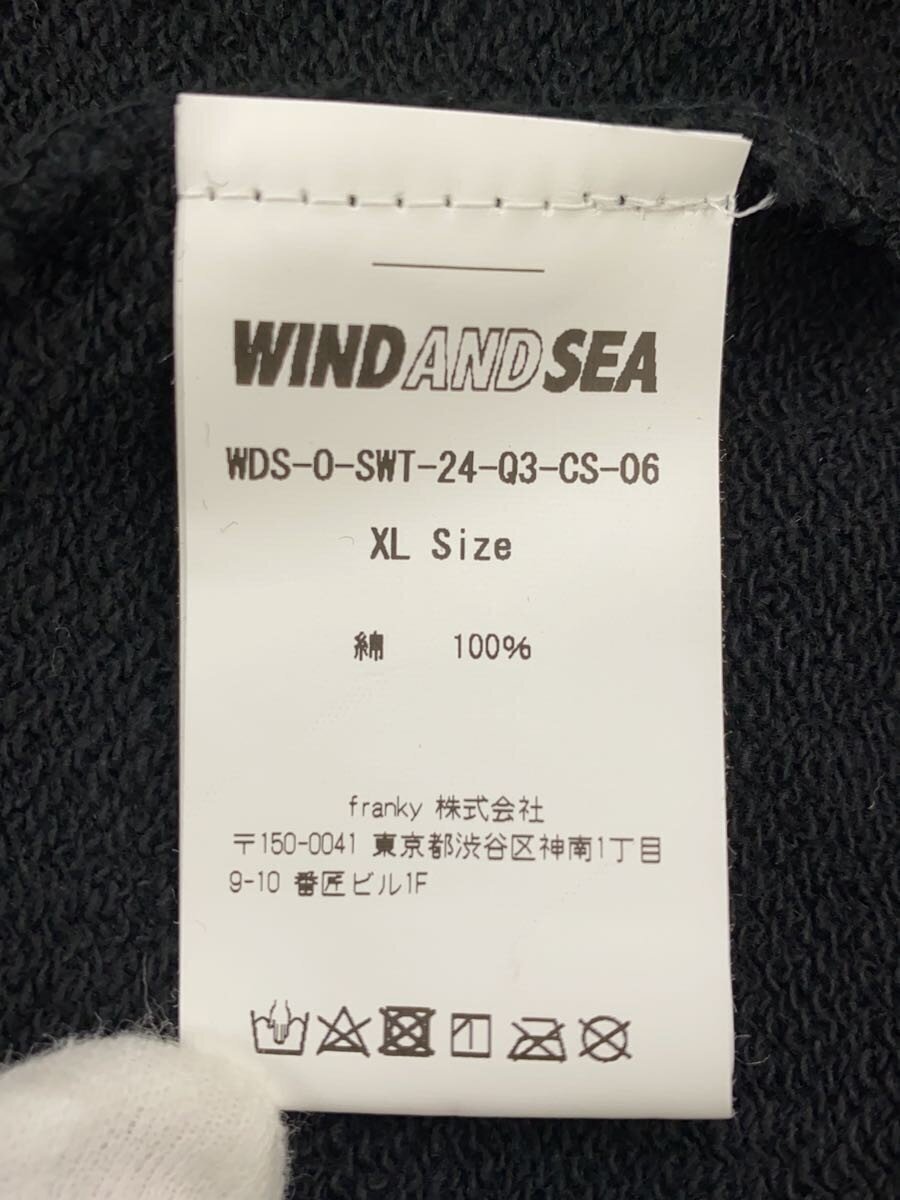 WINDANDSEA
WDS-O-SWT-24-Q3-CS-06
XL Size
綿 100%
franky 株式会社
〒150-0041 東京都渋谷区神南1丁目
9-10 番匠ビル1F